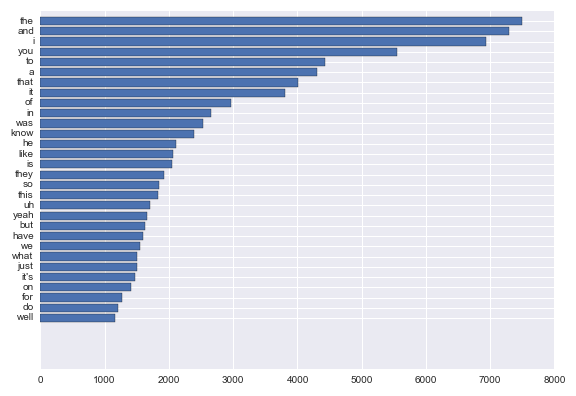 the
and
i
you
to
a
that
it
of
in
was
know
he
like
is
they
so
this
uh
yeah
but
have
we
what
just
it's
on
for
do
well
0 1000 2000 3000 4000 5000 6000 7000 8000